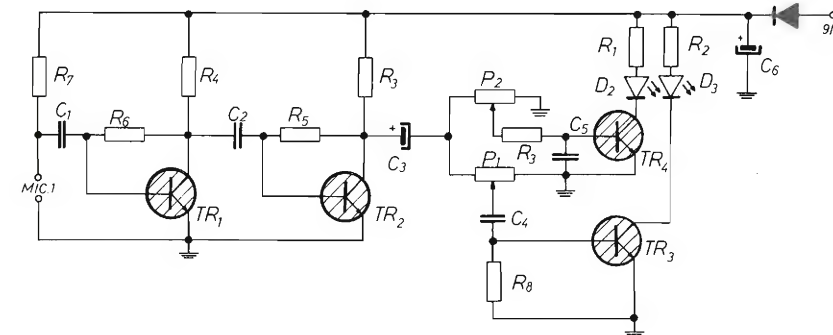 R1
R2
R7
R4
R3
D2
D3
C6
P2
C1
R6
C2
R5
+
C3
R3
C5
TR4
P1
MIC.1
TR1
TR2
C4
TR3
R8
+